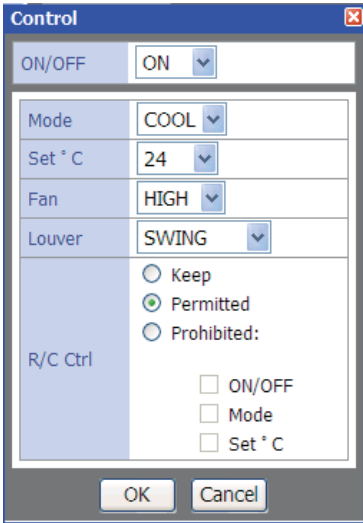 Control
ON/OFF ON
Mode COOL
Set °C 24
Fan HIGH
Louver SWING
Keep
Permitted
Prohibited:
R/C Ctrl
ON/OFF
Mode
Set °C
OK Cancel